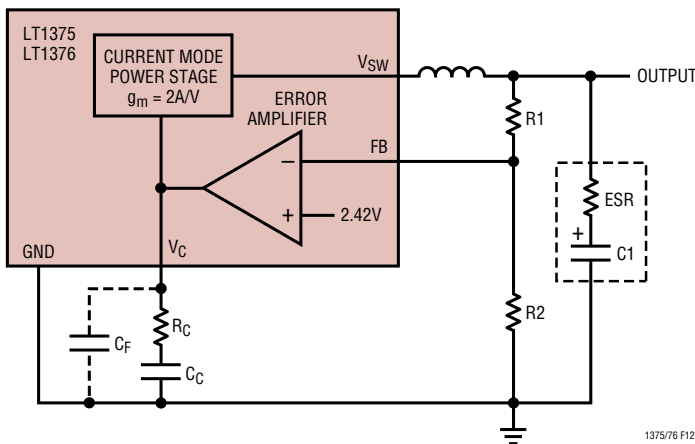 LT1375
LT1376
CURRENT MODE
POWER STAGE
gm = 2A/V
VSW
OUTPUT
ERROR
AMPLIFIER
R1
FB
–
ESR
+
2.42V
+
C1
GND
VC
R2
RC
CF
CC
1375/76 F12